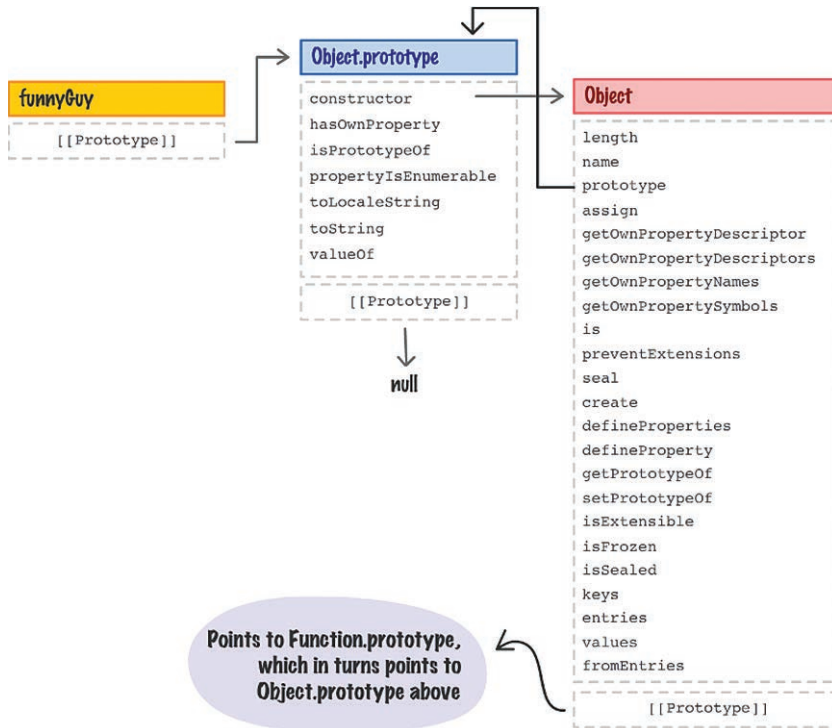 funnyGuy
[[Prototype]]
Object.prototype
constructor
hasOwnProperty
isPrototypeOf
propertyIsEnumerable
toLocaleString
toString
valueOf
[[Prototype]]
null
Object
length
name
prototype
assign
getOwnPropertyDescriptor
getOwnPropertyDescriptors
getOwnPropertyNames
getOwnPropertySymbols
is
preventExtensions
seal
create
defineProperties
defineProperty
getPrototypeOf
setPrototypeOf
isExtensible
isFrozen
isSealed
keys
entries
values
fromEntries
[[Prototype]]
Points to Function.prototype,
which in turns points to
Object.prototype above